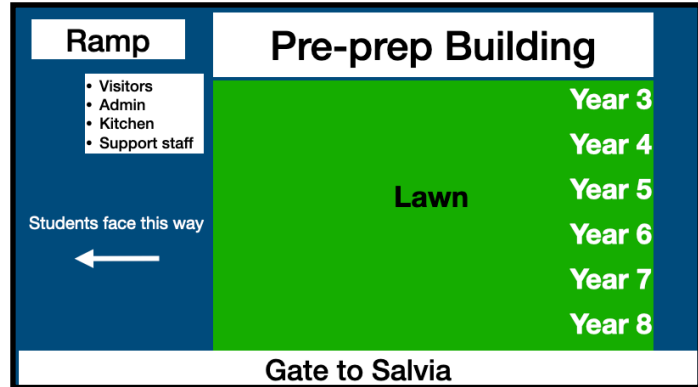 Ramp
Pre-prep Building
• Visitors
• Admin
• Kitchen
• Support staff
Year 3
Year 4
Year 5
Year 6
Year 7
Year 8
Lawn
Students face this way
Gate to Salvia